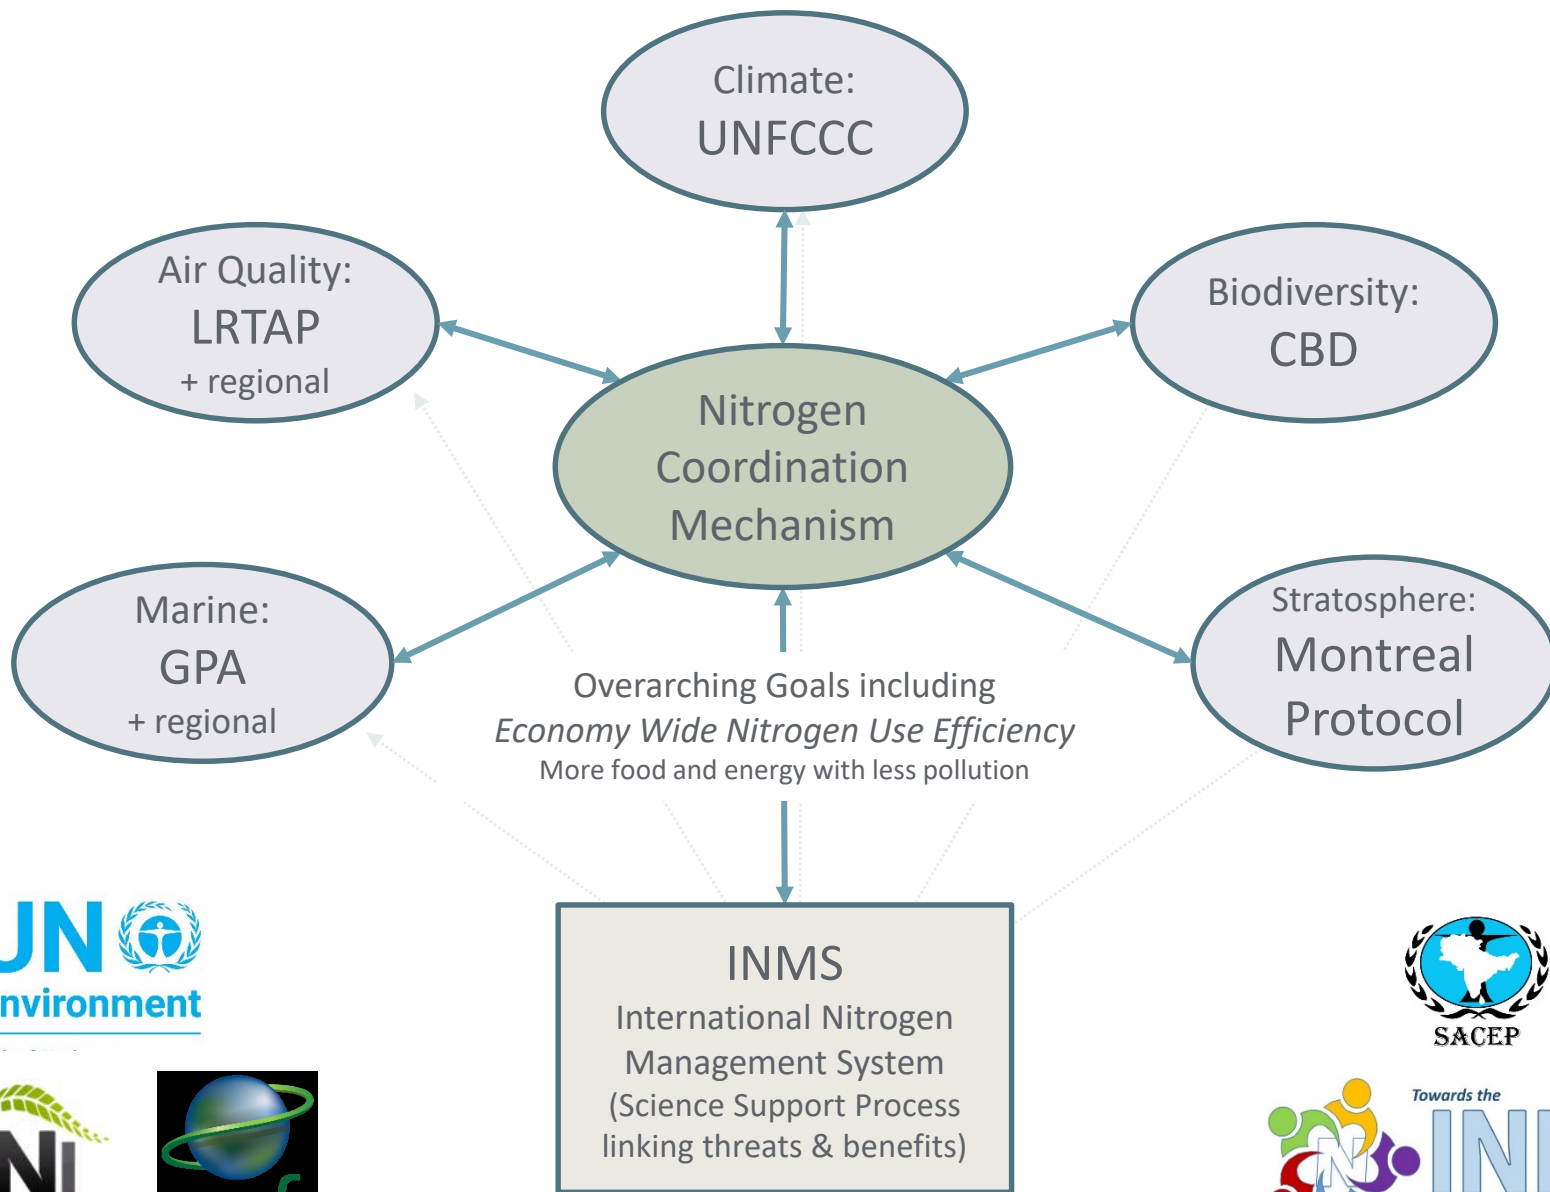 Climate:
UNFCCC
Air Quality:
LRTAP
+ regional
Biodiversity:
CBD
Nitrogen
Coordination
Mechanism
Marine:
GPA
+ regional
Stratosphere:
Montreal
Protocol
Overarching Goals including
Economy Wide Nitrogen Use Efficiency
More food and energy with less pollution
INMS
International Nitrogen
Management System
(Science Support Process
linking threats & benefits)
UN
nvironment
SACEP
Towards the